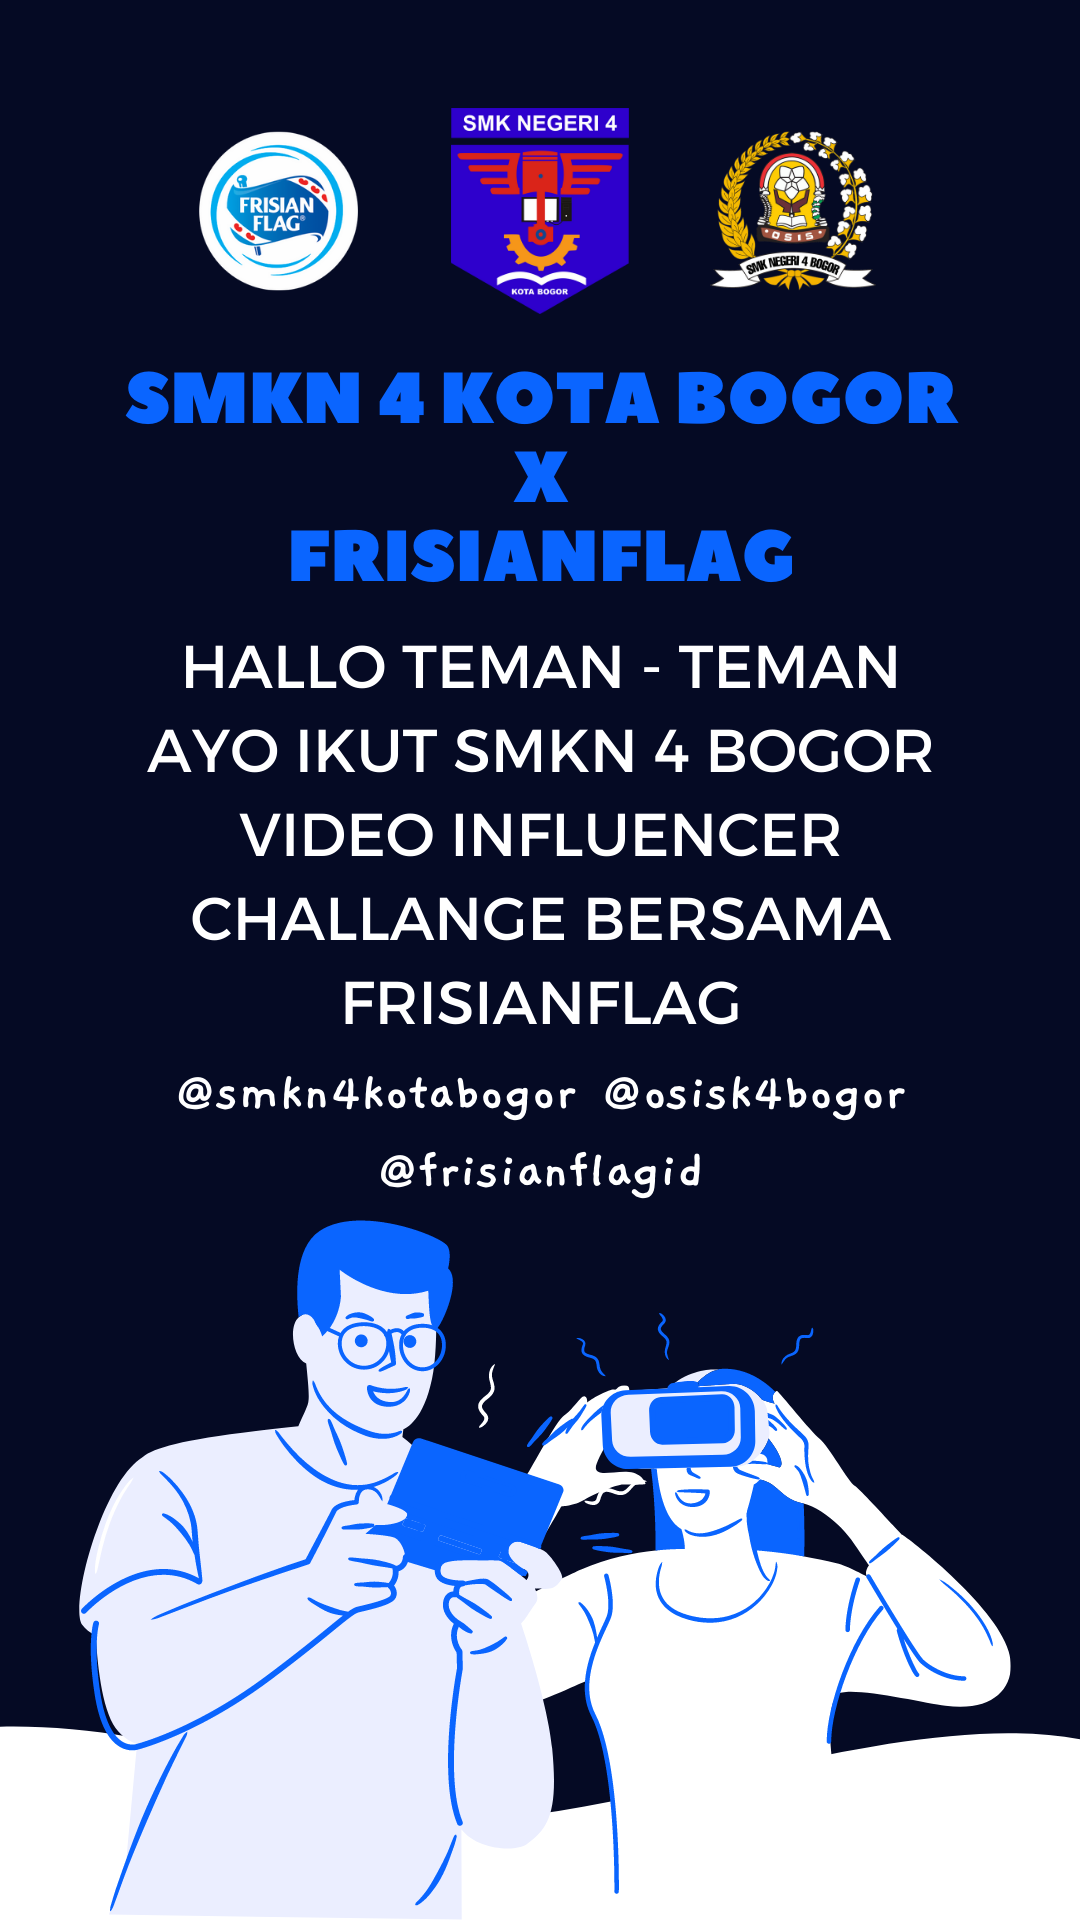 FRISIAN
FLAG®
SMK NEGERI 4
KOTA BOGOR
OSIS
SMK NEGERI 4 BOGOR
SMKN 4 KOTA BOGOR
X
FRISIANFLAG
HALLO TEMAN - TEMAN
AYO IKUT SMKN 4 BOGOR
VIDEO INFLUENCER
CHALLANGE BERSAMA
FRISIANFLAG
@smkn4kotabogor @osisk4bogor
@frisianflagid